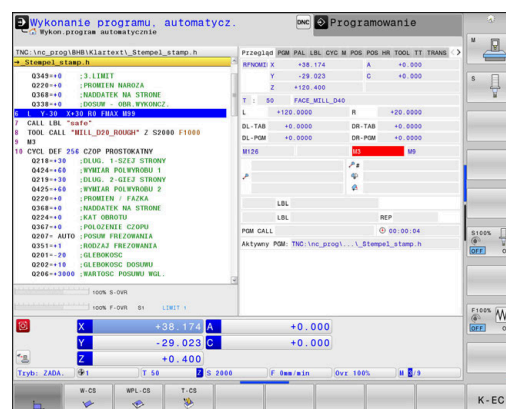 Wykonanie programu, automatycz.
Wykon.program automatycznie
DNC
Programowanie
TNC:\nc_prog\BHB\Klartext\_Stempel_stamp.h
→_Stempel_stamp.h
Q349=+0 ;3.LIMIT
Q220=+0 ;PROMIEN NAROZA
Q368=+0 ;NADDATEK NA STRONE
Q338=+0 ;DOSUW - OBR.WYKONCZ.
6 L Y-30 X+30 R0 FMAX M99
7 CALL LBL "safe"
8 TOOL CALL "MILL_D20_ROUGH" Z S2000 F1000
9 M3
10 CYCL DEF 256 CZOP PROSTOKATNY
Q218=+30 ;DLUG. 1-SZEJ STRONY
Q424=+60 ;WYMIAR POLWYROBU 1
Q219=+30 ;DLUG. 2-GIEJ STRONY
Q425=+60 ;WYMIAR POLWYROBU 2
Q220=+0 ;PROMIEN / FAZKA
Q368=+0 ;NADDATEK NA STRONE
Q224=+0 ;KAT OBROTU
Q367=+0 ;POLOZENIE CZOPU
Q207= AUTO ;POSUW FREZOWANIA
Q351=+1 ;RODZAJ FREZOWANIA
Q201=-20 ;GLEBOKOSC
Q202=+10 ;GLEBOKOSC DOSUWU
Q206=+3000 ;WARTOSC POSUWU WGL.
100% S-OVR
100% F-OVR S1 LIMIT 1
Przegląd PGM PAL LBL CYC M POS POS HR TOOL TT TRANS
RFNOMI X +38.174 A +0.000
Y -29.023 C +0.000
Z +120.400
T : 50 FACE_MILL_D40
L +120.0000 R +20.0000
DL-TAB +0.0000 DR-TAB +0.0000
DL-PGM +0.0000 DR-PGM +0.0000
M126 M3 M9
LBL
LBL REP
PGM CALL 00:00:04
Aktywny PGM: TNC:\nc_prog\...\_Stempel_stamp.h
X +38.174 A +0.000
Y -29.023 C +0.000
Z +0.400
Tryb: ZADA. 1 T 50 Z S 2000 F 0mm/min Ovr 100% M 3/9
W-CS
WPL-CS
T-CS
M
S
S100%
OFF
F100%
OFF
K-EC